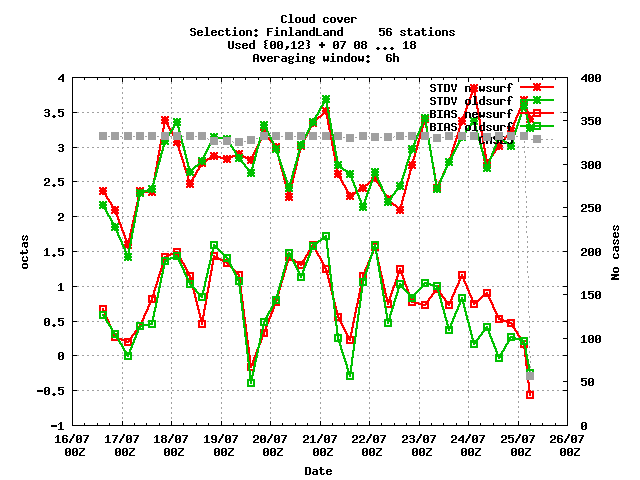 Cloud cover
Selection: FinlandLand     56 stations
Used {00,12} + 07 08 ... 18
Averaging window:  6h
STDV newsurf
STDV oldsurf
BIAS newsurf
BIAS oldsurf
4
3.5
3
2.5
2
1.5
1
0.5
0
-0.5
-1
octas
400
350
300
250
200
150
100
50
0
No cases
16/07 17/07 18/07 19/07 20/07 21/07 22/07 23/07 24/07 25/07 26/07
00Z 00Z 00Z 00Z 00Z 00Z 00Z 00Z 00Z 00Z 00Z
Date